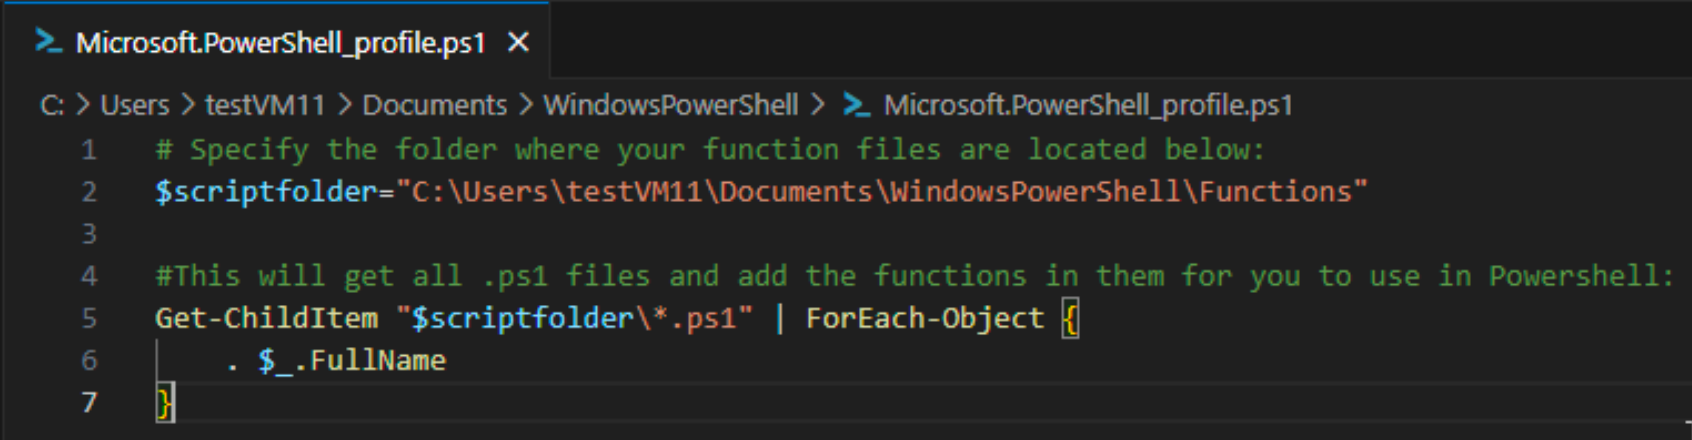 Microsoft.PowerShell_profile.ps1
C: > Users > testVM11 > Documents > WindowsPowerShell > Microsoft.PowerShell_profile.ps1
1 # Specify the folder where your function files are located below:
2 $scriptfolder="C:\Users\testVM11\Documents\WindowsPowerShell\Functions"
3
4 #This will get all .ps1 files and add the functions in them for you to use in Powershell:
5 Get-ChildItem "$scriptfolder\*.ps1" | ForEach-Object {
6     . $_.FullName
7 }